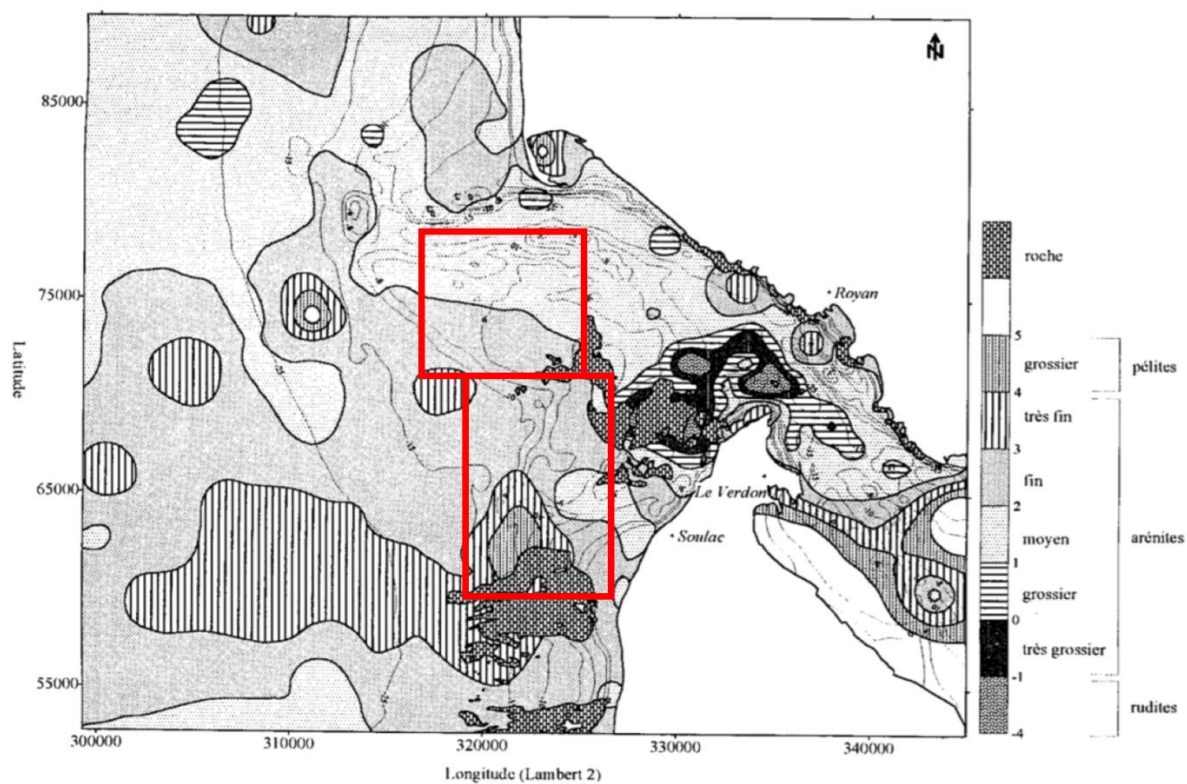 N
85000
75000
65000
55000
Latitude
300000
310000
320000
330000
340000
Longitude (Lambert 2)
Royan
Le Verdon
Soulac
roche
5
grossier
pélites
4
très fin
3
fin
2
moyen
arénites
1
grossier
0
très grossier
-1
rudites
-4